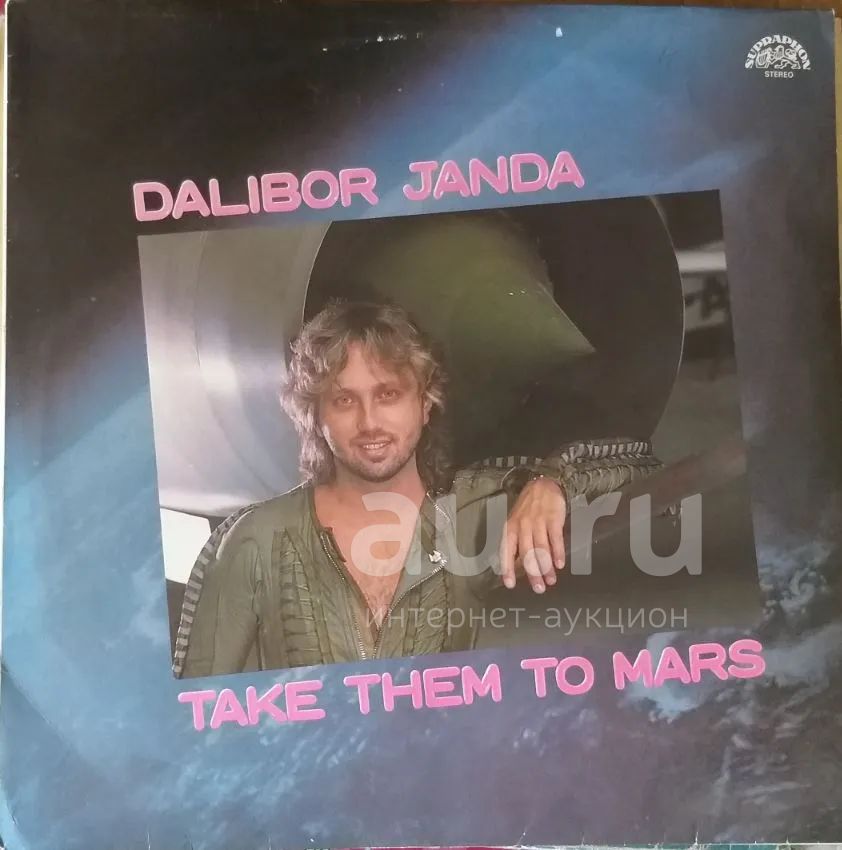 SUPRAPHON
STEREO
DALIBOR JANDA
au.ru
интернет-аукцион
TAKE THEM TO MARS